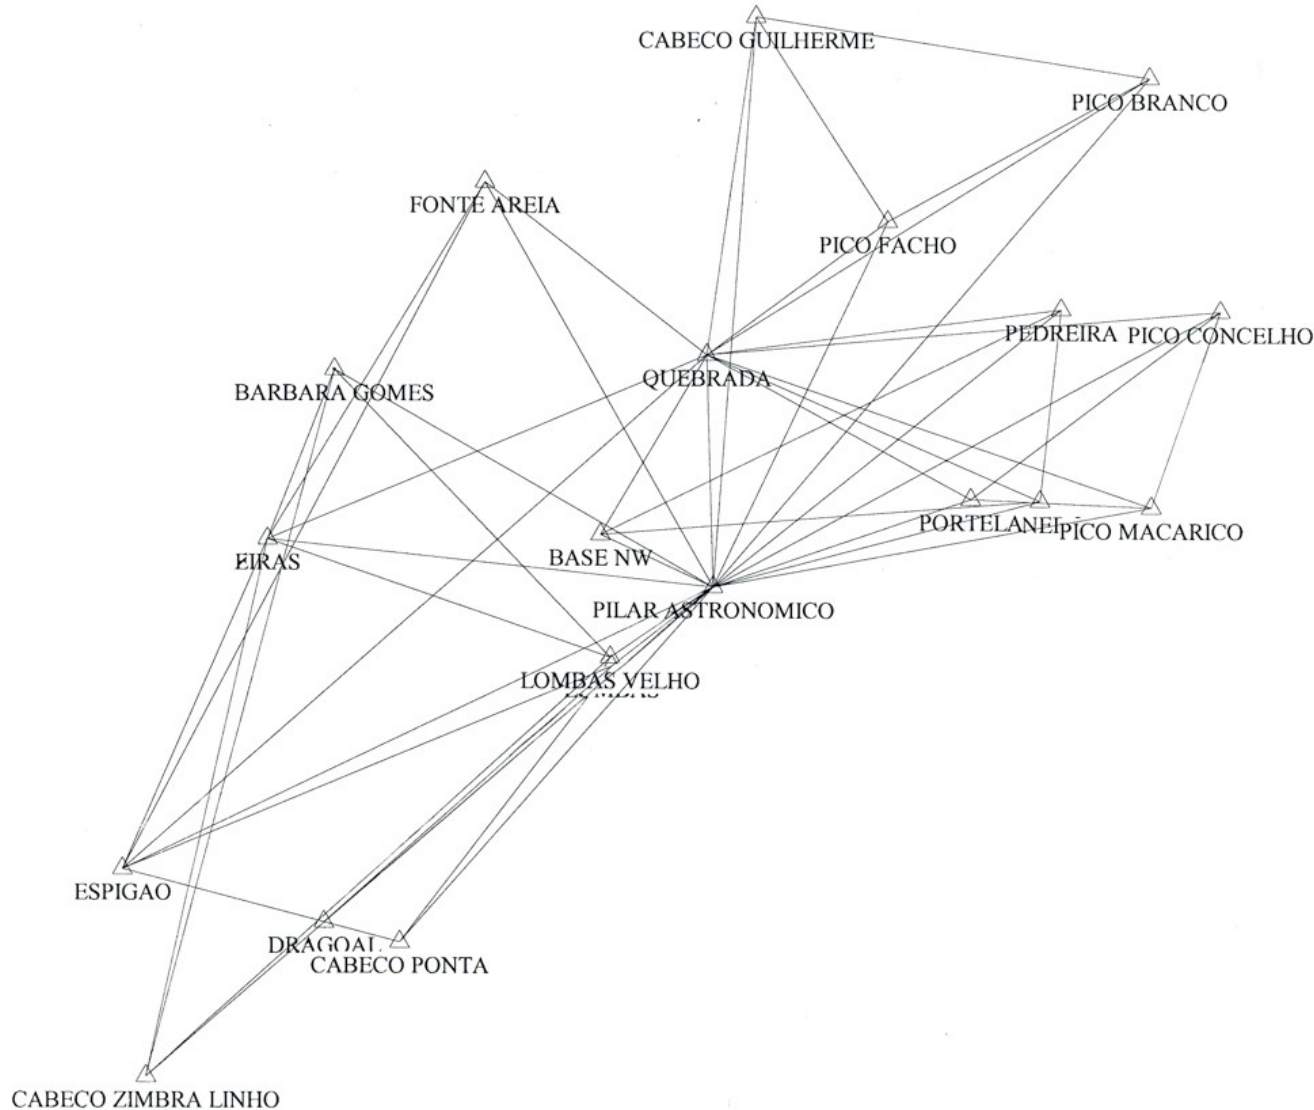 CABECO GUILHERME
PICO BRANCO
FONTE AREIA
PICO FACHO
PEDREIRA
PICO CONCELHO
QUEBRADA
BARBARA GOMES
PORTELA
PICO MACARICO
BASE NW
EIRAS
PILAR ASTRONOMICO
LOMBAS VELHO
ESPIGAO
DRAGOAL
CABECO PONTA
CABECO ZIMBRA LINHO